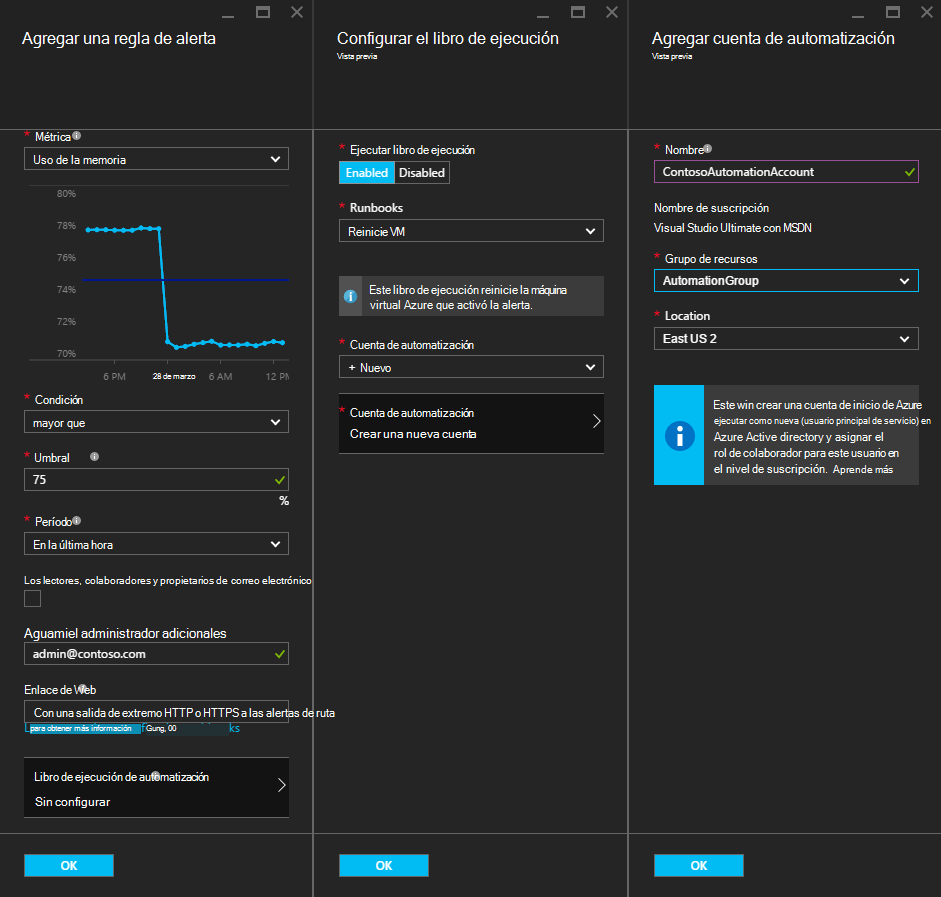 Agregar una regla de alerta
* Métrica
Uso de la memoria
80%
78%
76%
74%
72%
70%
6 PM
28 de marzo
6 AM
12 PM
* Condición
mayor que
* Umbral
75
%
* Período
En la última hora
Los lectores, colaboradores y propietarios de correo electrónico
Aguamiel administrador adicionales
admin@contoso.com
Enlace de Web
Con una salida de extremo HTTP o HTTPS a las alertas de ruta
para obtener más información
Gung, 00
ks
Libro de ejecución de automatización
Sin configurar
OK
Configurar el libro de ejecución
Vista previa
* Ejecutar libro de ejecución
Enabled Disabled
* Runbooks
Reinicie VM
Este libro de ejecución reinicie la máquina
virtual Azure que activó la alerta.
* Cuenta de automatización
+ Nuevo
* Cuenta de automatización
Crear una nueva cuenta
OK
Agregar cuenta de automatización
Vista previa
* Nombre
ContosoAutomationAccount
Nombre de suscripción
Visual Studio Ultimate con MSDN
* Grupo de recursos
AutomationGroup
* Location
East US 2
Este win crear una cuenta de inicio de Azure
ejecutar como nueva (usuario principal de servicio) en
Azure Active directory y asignar el
rol de colaborador para este usuario en
el nivel de suscripción. Aprende más
OK